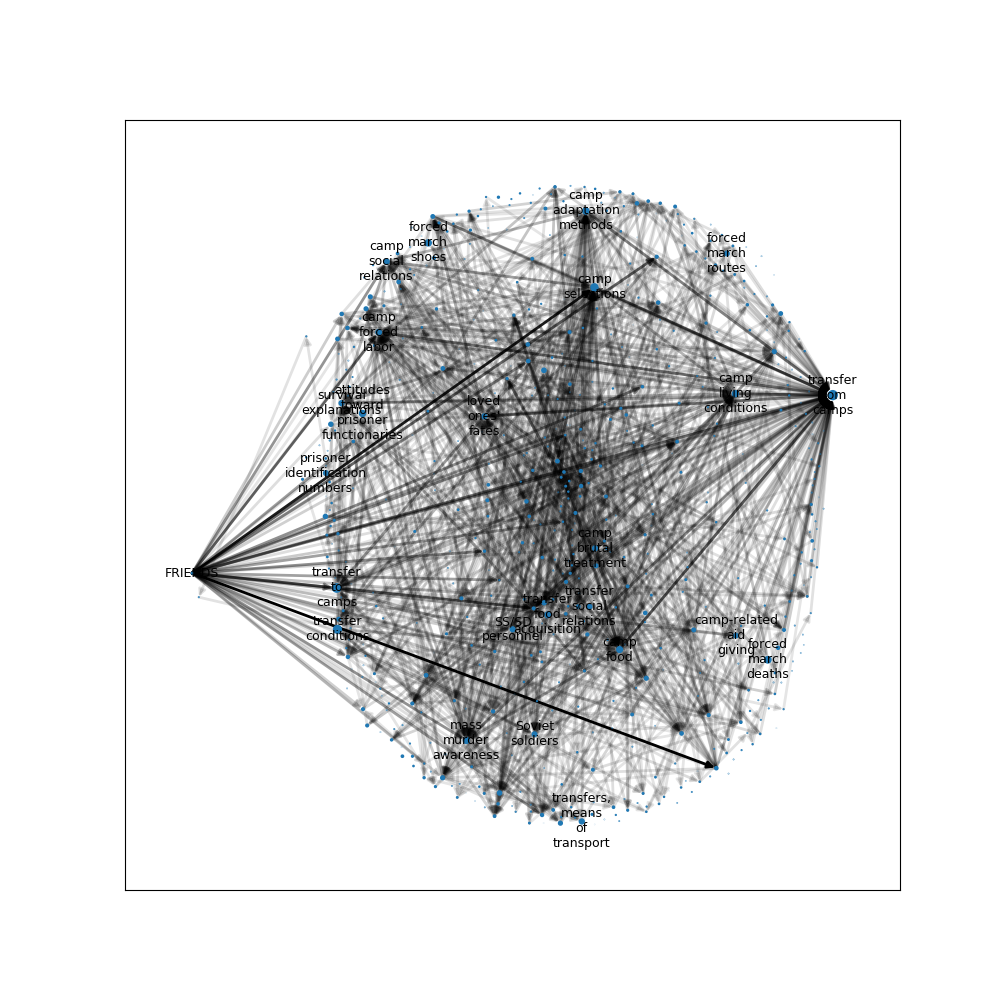 camp
adaptation
methods
forced
march
shoes
forced
march
routes
camp
social
relations
camp
selections
camp
forced
labor
camp
living
conditions
transfer
from
camps
attitudes
toward
prisoner
functionaries
survival
explanations
loved
ones'
fates
prisoner
identification
numbers
camp
brutal
treatment
FRIENDS
transfer
to
camps
transfer
food
acquisition
transfer
social
relations
transfer
conditions
SS/SD
personnel
camp
food
camp-related
aid
giving
forced
march
deaths
mass
murder
awareness
Soviet
soldiers
transfers,
means
of
transport